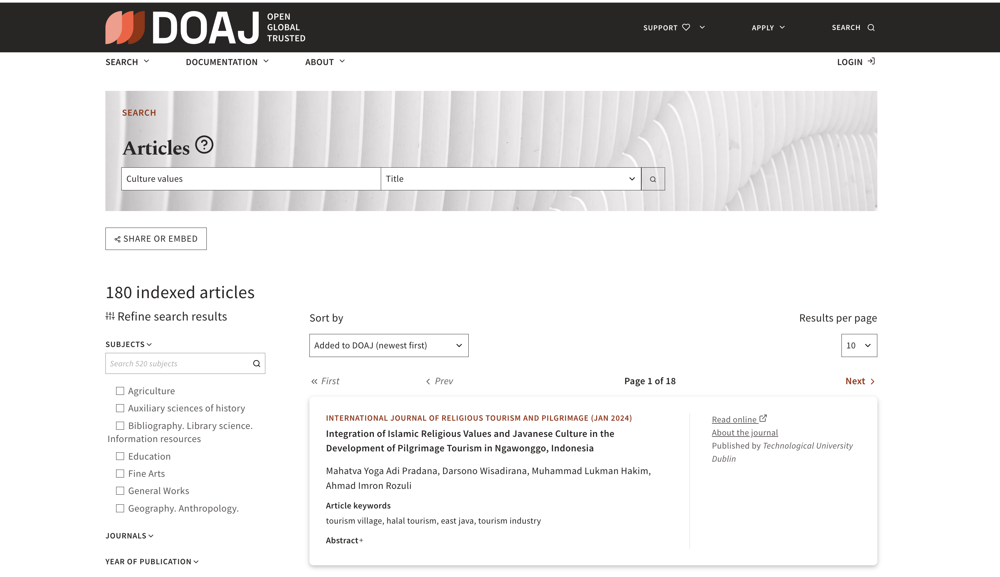 DOAJ
OPEN
GLOBAL
TRUSTED
SUPPORT
APPLY
SEARCH
SEARCH
DOCUMENTATION
ABOUT
LOGIN
SEARCH
Articles ?
Culture values
Title
SHARE OR EMBED
180 indexed articles
Refine search results
SUBJECTS
Search 520 subjects
Agriculture
Auxiliary sciences of history
Bibliography. Library science.
Information resources
Education
Fine Arts
General Works
Geography. Anthropology.
JOURNALS
YEAR OF PUBLICATION
Sort by
Results per page
Added to DOAJ (newest first)
10
« First
‹ Prev
Page 1 of 18
Next ›
INTERNATIONAL JOURNAL OF RELIGIOUS TOURISM AND PILGRIMAGE (JAN 2024)
Integration of Islamic Religious Values and Javanese Culture in the
Development of Pilgrimage Tourism in Ngawonggo, Indonesia
Mahatva Yoga Adi Pradana, Darsono Wisadirana, Muhammad Lukman Hakim,
Ahmad Imron Rozuli
Article keywords
tourism village, halal tourism, east java, tourism industry
Abstract+
Read online
About the journal
Published by Technological University
Dublin